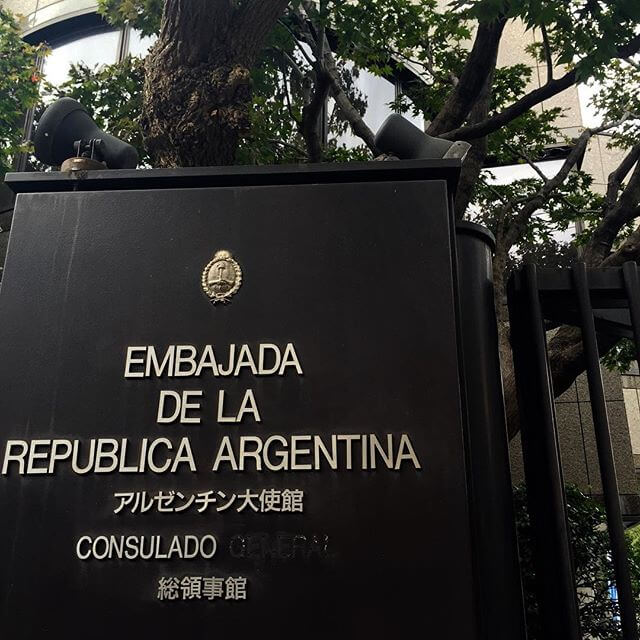 EMBAJADA
DE LA
REPUBLICA ARGENTINA
アルゼンチン大使館
CONSULADO GENERAL
総領事館